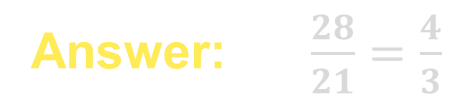 Answer: 28/21 = 4/3